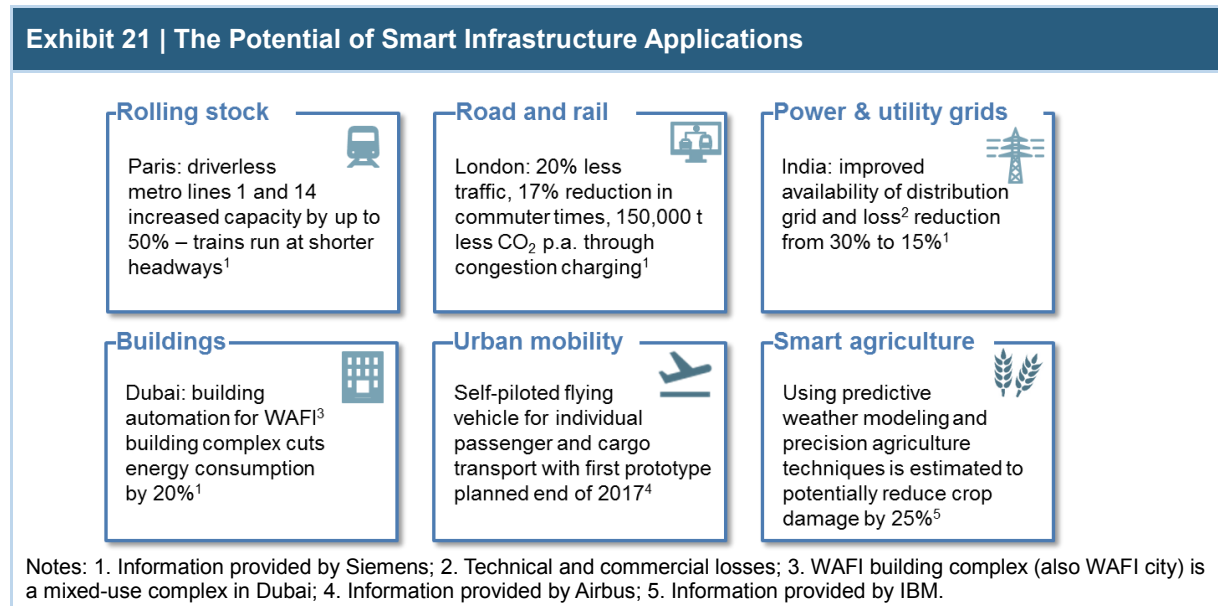 Exhibit 21 | The Potential of Smart Infrastructure Applications
Rolling stock
Paris: driverless
metro lines 1 and 14
increased capacity by up to
50% – trains run at shorter
headways¹
Road and rail
London: 20% less
traffic, 17% reduction in
commuter times, 150,000 t
less CO₂ p.a. through
congestion charging¹
Power & utility grids
India: improved
availability of distribution
grid and loss² reduction
from 30% to 15%¹
Buildings
Dubai: building
automation for WAFI³
building complex cuts
energy consumption
by 20%¹
Urban mobility
Self-piloted flying
vehicle for individual
passenger and cargo
transport with first prototype
planned end of 2017⁴
Smart agriculture
Using predictive
weather modeling and
precision agriculture
techniques is estimated to
potentially reduce crop
damage by 25%⁵
Notes: 1. Information provided by Siemens; 2. Technical and commercial losses; 3. WAFI building complex (also WAFI city) is
a mixed-use complex in Dubai; 4. Information provided by Airbus; 5. Information provided by IBM.